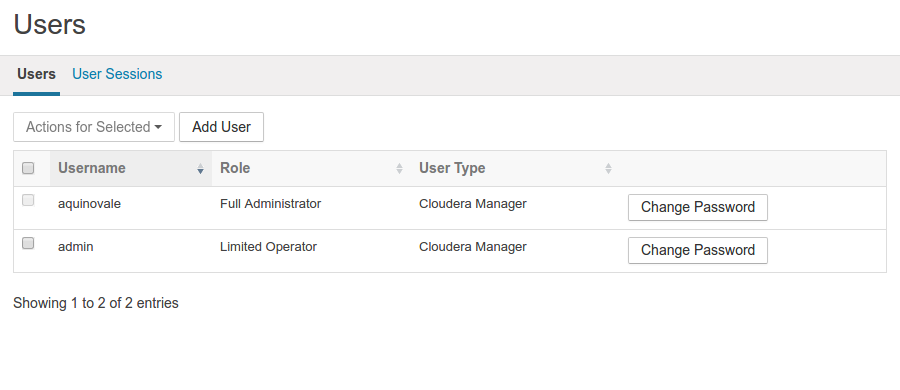 Users
Users User Sessions
Actions for Selected Add User
Username Role User Type
aquinovale Full Administrator Cloudera Manager Change Password
admin Limited Operator Cloudera Manager Change Password
Showing 1 to 2 of 2 entries